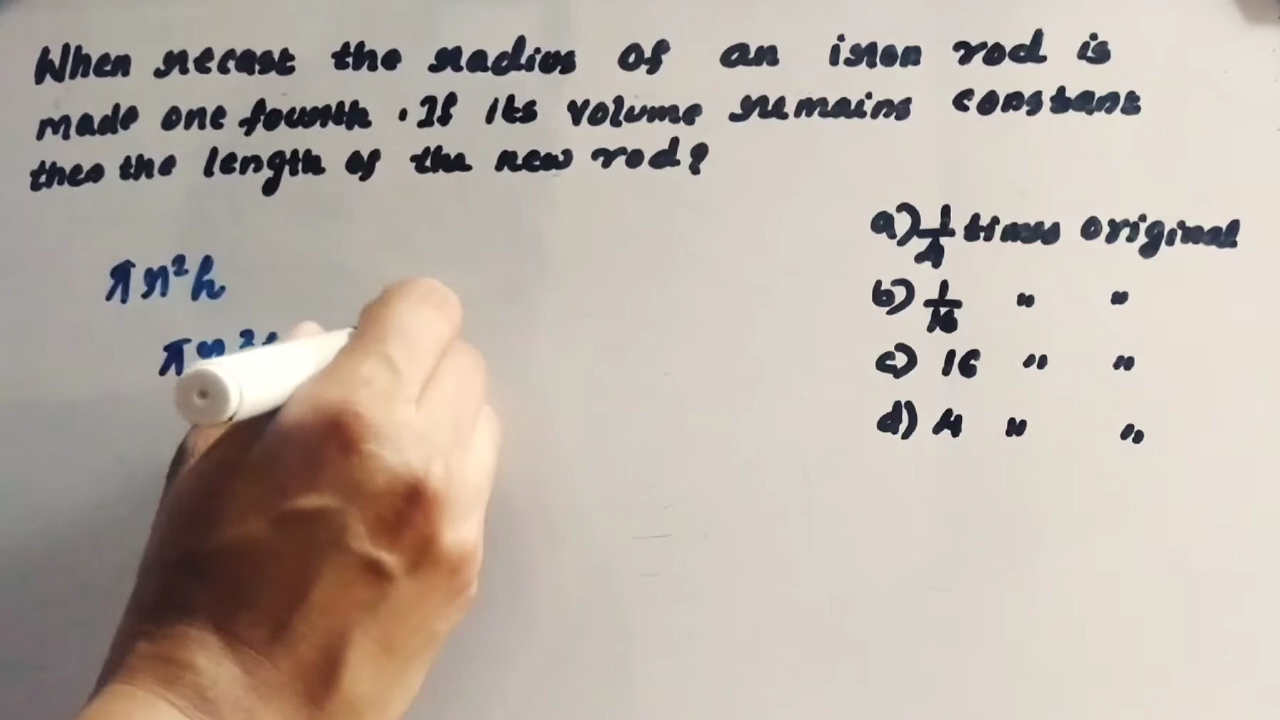 When recast the radius of an iron rod is
made one fourth . If its volume remains constant
then the length of the new rod?
a) 1/4 times original
b) 1/16 " "
c) 16 " "
d) 4 " "
πr²h
πr²